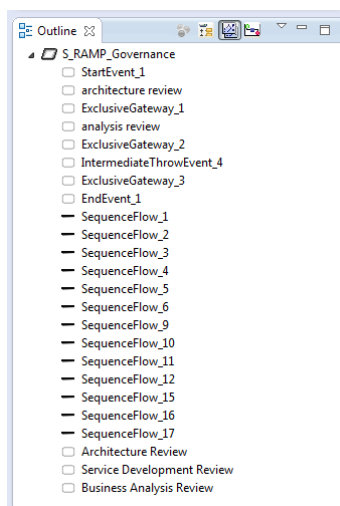 Outline
S_RAMP_Governance
StartEvent_1
architecture review
ExclusiveGateway_1
analysis review
ExclusiveGateway_2
IntermediateThrowEvent_4
ExclusiveGateway_3
EndEvent_1
SequenceFlow_1
SequenceFlow_2
SequenceFlow_3
SequenceFlow_4
SequenceFlow_5
SequenceFlow_6
SequenceFlow_9
SequenceFlow_10
SequenceFlow_11
SequenceFlow_12
SequenceFlow_15
SequenceFlow_16
SequenceFlow_17
Architecture Review
Service Development Review
Business Analysis Review